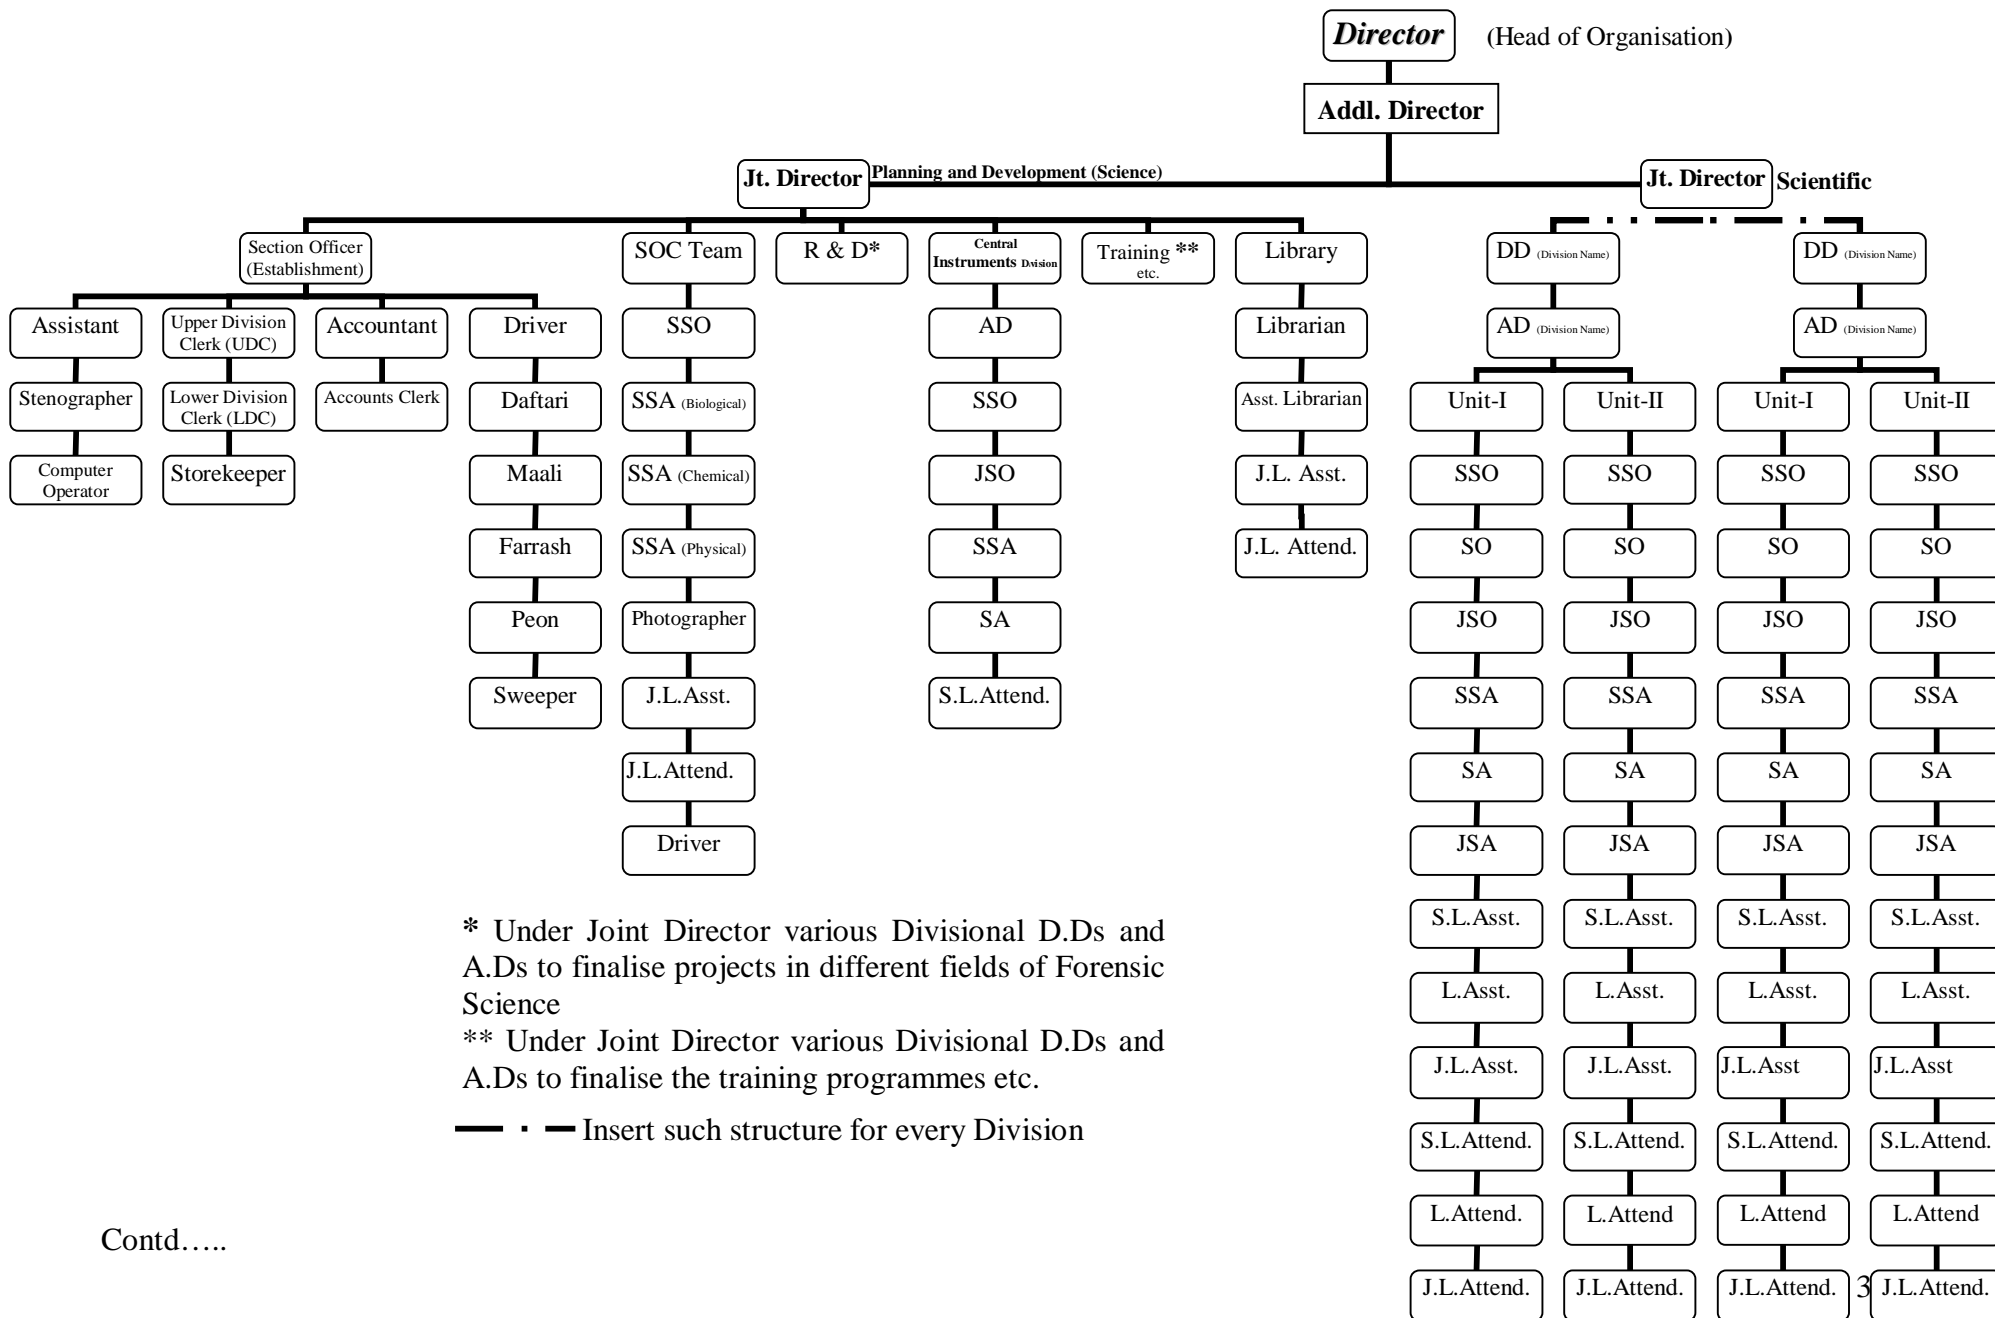 Director (Head of Organisation)
Addl. Director
Jt. Director Planning and Development (Science) Jt. Director Scientific
Section Officer
(Establishment)
SOC Team
R & D*
Central
Instruments Division
Training **
etc.
Library
DD (Division Name)
DD (Division Name)
Assistant
Upper Division
Clerk (UDC)
Accountant
Driver
SSO
AD
Librarian
AD (Division Name)
AD (Division Name)
Stenographer
Lower Division
Clerk (LDC)
Accounts Clerk
Daftari
SSA (Biological)
SSO
Asst. Librarian
Unit-I
Unit-II
Unit-I
Unit-II
Computer
Operator
Storekeeper
Maali
SSA (Chemical)
JSO
J.L. Asst.
SSO
SSO
SSO
SSO
Farrash
SSA (Physical)
SSA
J.L. Attend.
SO
SO
SO
SO
Peon
Photographer
SA
JSO
JSO
JSO
JSO
Sweeper
J.L.Asst.
S.L.Attend.
SSA
SSA
SSA
SSA
J.L.Attend.
SA
SA
SA
SA
Driver
JSA
JSA
JSA
JSA
S.L.Asst.
S.L.Asst.
S.L.Asst.
S.L.Asst.
L.Asst.
L.Asst.
L.Asst.
L.Asst.
J.L.Asst.
J.L.Asst.
J.L.Asst
J.L.Asst
S.L.Attend.
S.L.Attend.
S.L.Attend.
S.L.Attend.
L.Attend.
L.Attend
L.Attend
L.Attend
J.L.Attend.
J.L.Attend.
J.L.Attend.
J.L.Attend.
* Under Joint Director various Divisional D.Ds and
A.Ds to finalise projects in different fields of Forensic
Science
** Under Joint Director various Divisional D.Ds and
A.Ds to finalise the training programmes etc.
Insert such structure for every Division
Contd.....
3